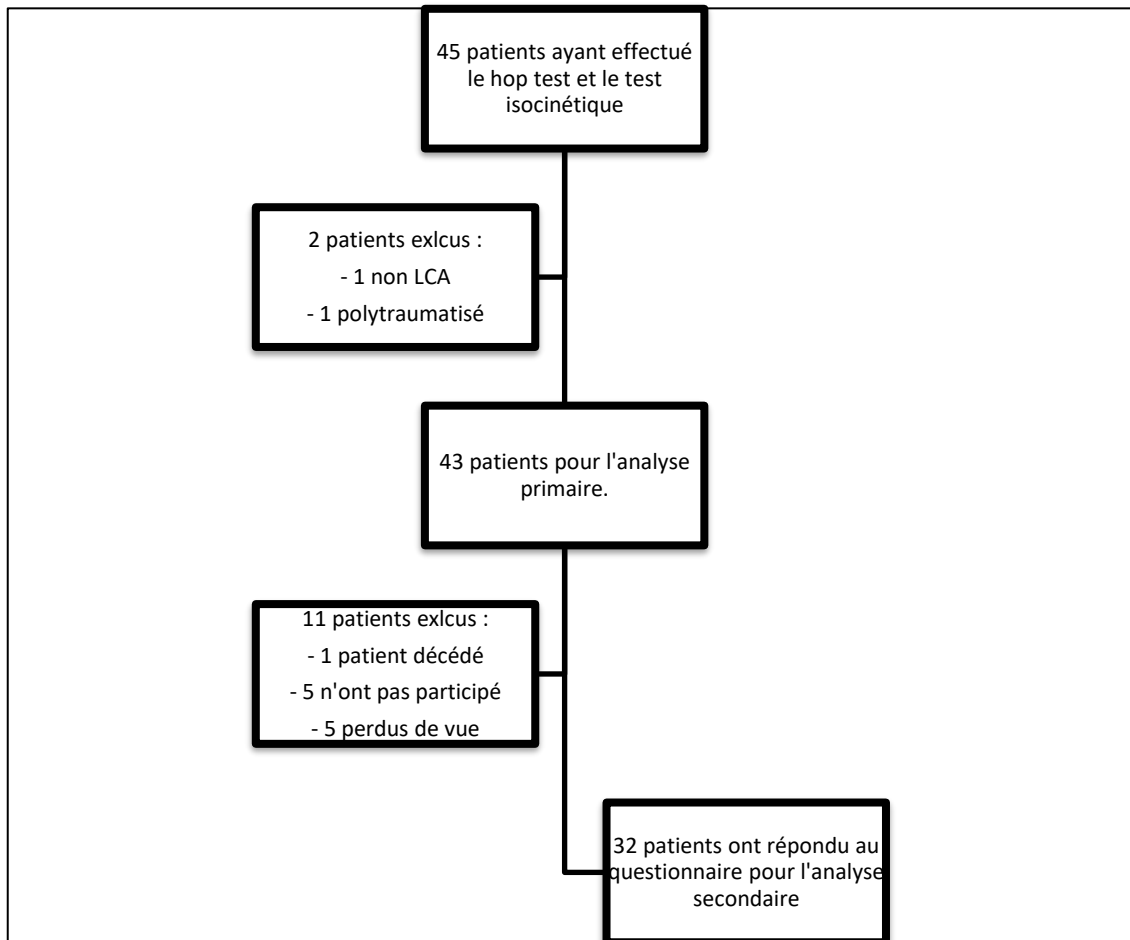 45 patients ayant effectué
le hop test et le test
isocinétique
2 patients exlcus :
- 1 non LCA
- 1 polytraumatisé
43 patients pour l'analyse
primaire.
11 patients exlcus :
- 1 patient décédé
- 5 n'ont pas participé
- 5 perdus de vue
32 patients ont répondu au
questionnaire pour l'analyse
secondaire